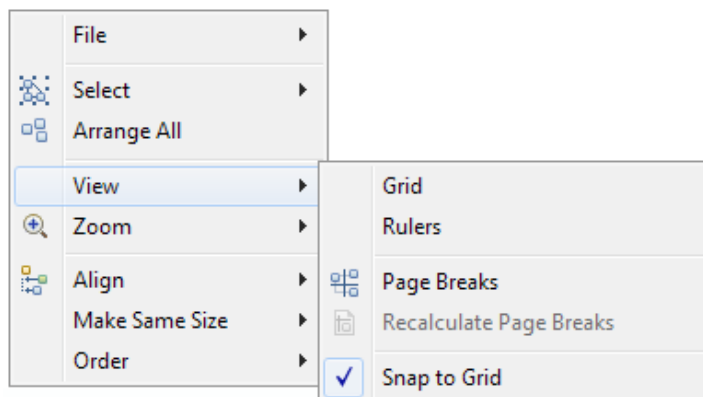 File
Select
Arrange All
View
Zoom
Align
Make Same Size
Order
Grid
Rulers
Page Breaks
Recalculate Page Breaks
Snap to Grid